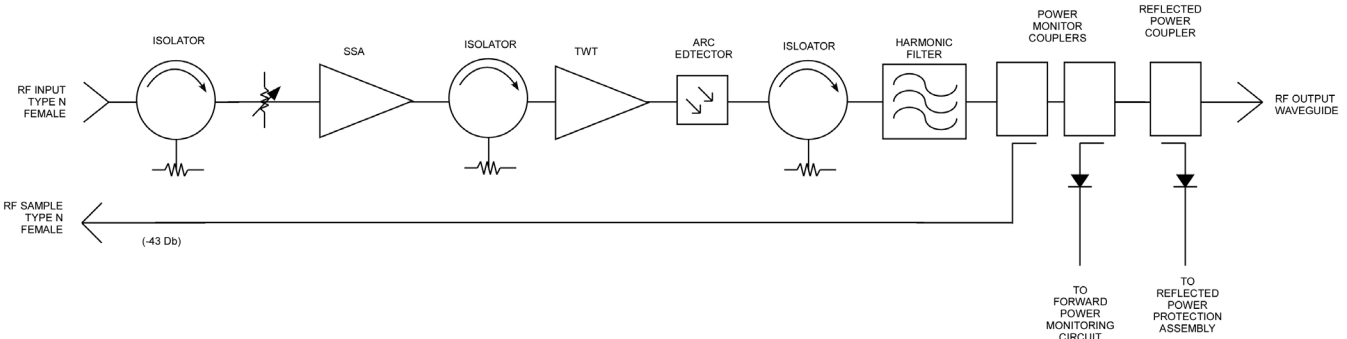 ISOLATOR
SSA
ISOLATOR
TWT
ARC
EDTECTOR
ISLOATOR
HARMONIC
FILTER
POWER
MONITOR
COUPLERS
REFLECTED
POWER
COUPLER
RF INPUT
TYPE N
FEMALE
RF OUTPUT
WAVEGUIDE
RF SAMPLE
TYPE N
FEMALE
(-43 Db)
TO
FORWARD
POWER
MONITORING
CIRCUIT
TO
REFLECTED
POWER
PROTECTION
ASSEMBLY